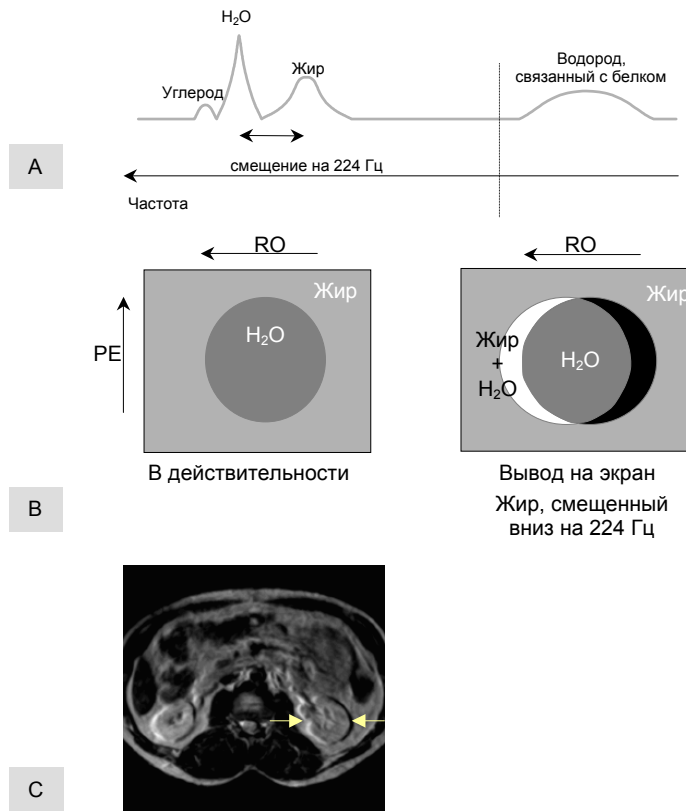 H₂O
Жир
Углерод
Водород,
связанный с белком
A
смещение на 224 Гц
Частота
RO
RO
Жир
Жир
H₂O
PE
Жир
+
H₂O
H₂O
В действительности
Вывод на экран
B
Жир, смещенный
вниз на 224 Гц
C